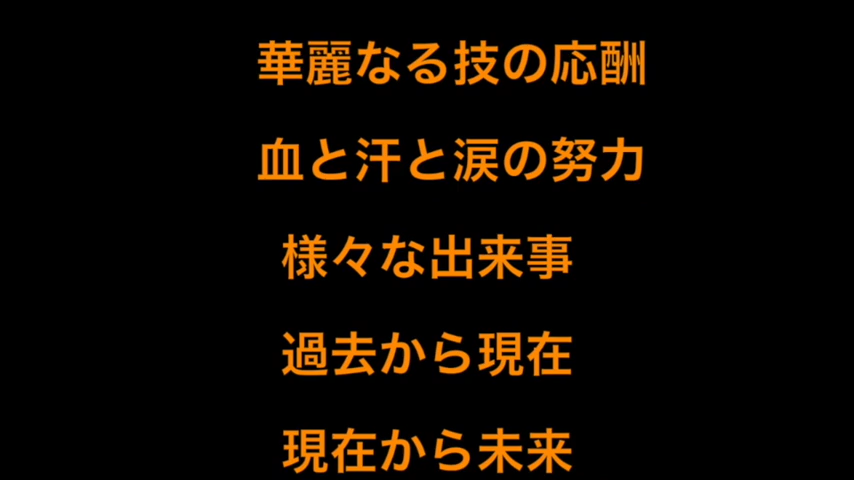 華麗なる技の応酬
血と汗と涙の努力
様々な出来事
過去から現在
現在から未来